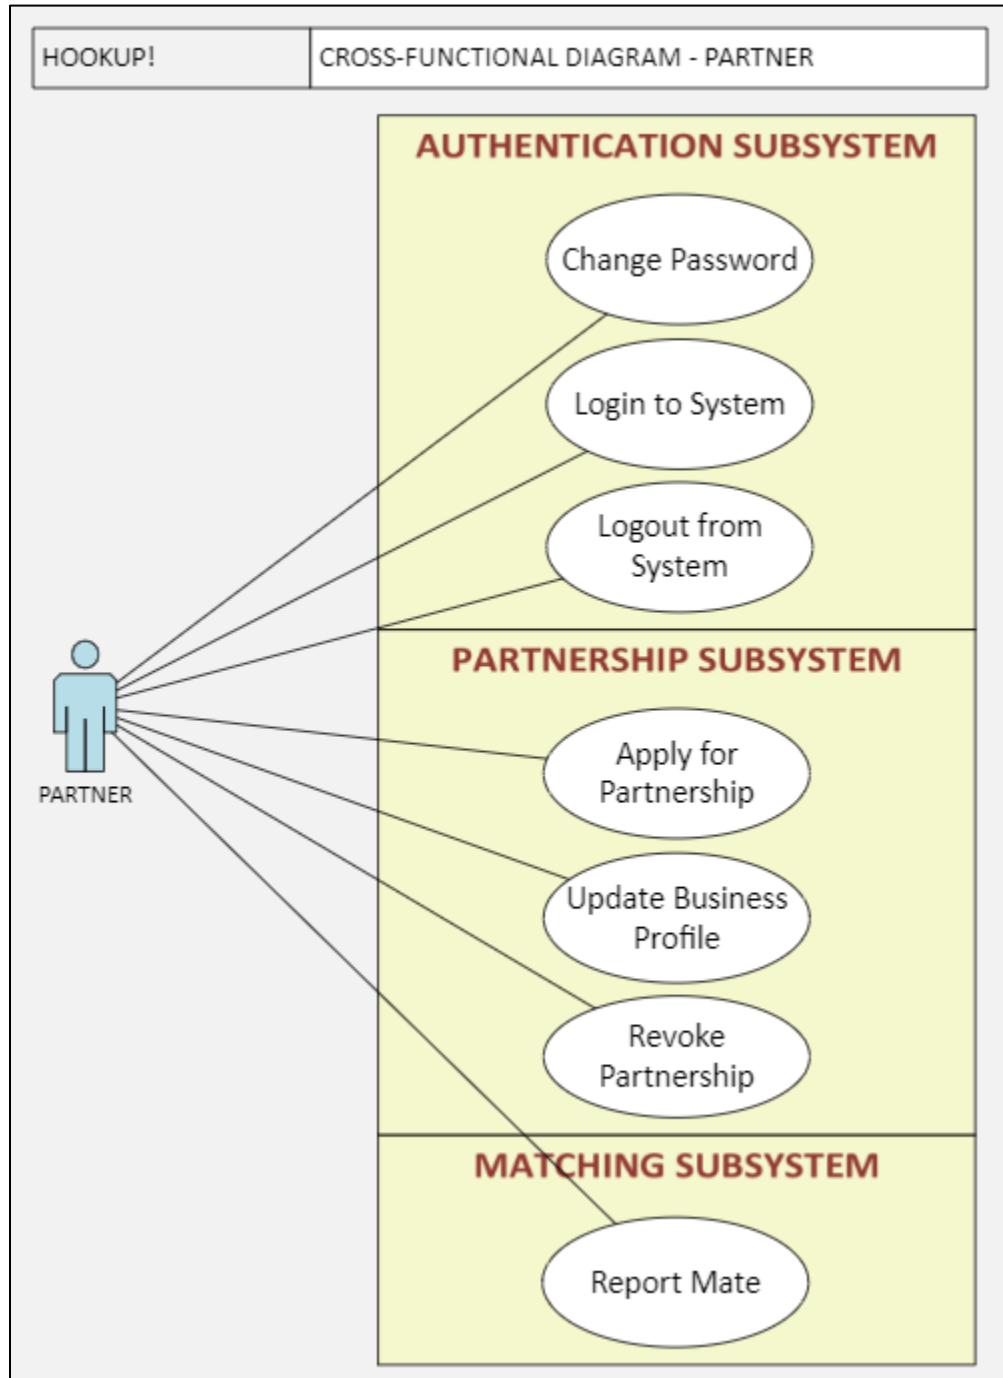 HOOKUP!
CROSS-FUNCTIONAL DIAGRAM - PARTNER
AUTHENTICATION SUBSYSTEM
Change Password
Login to System
Logout from
System
PARTNERSHIP SUBSYSTEM
PARTNER
Apply for
Partnership
Update Business
Profile
Revoke
Partnership
MATCHING SUBSYSTEM
Report Mate